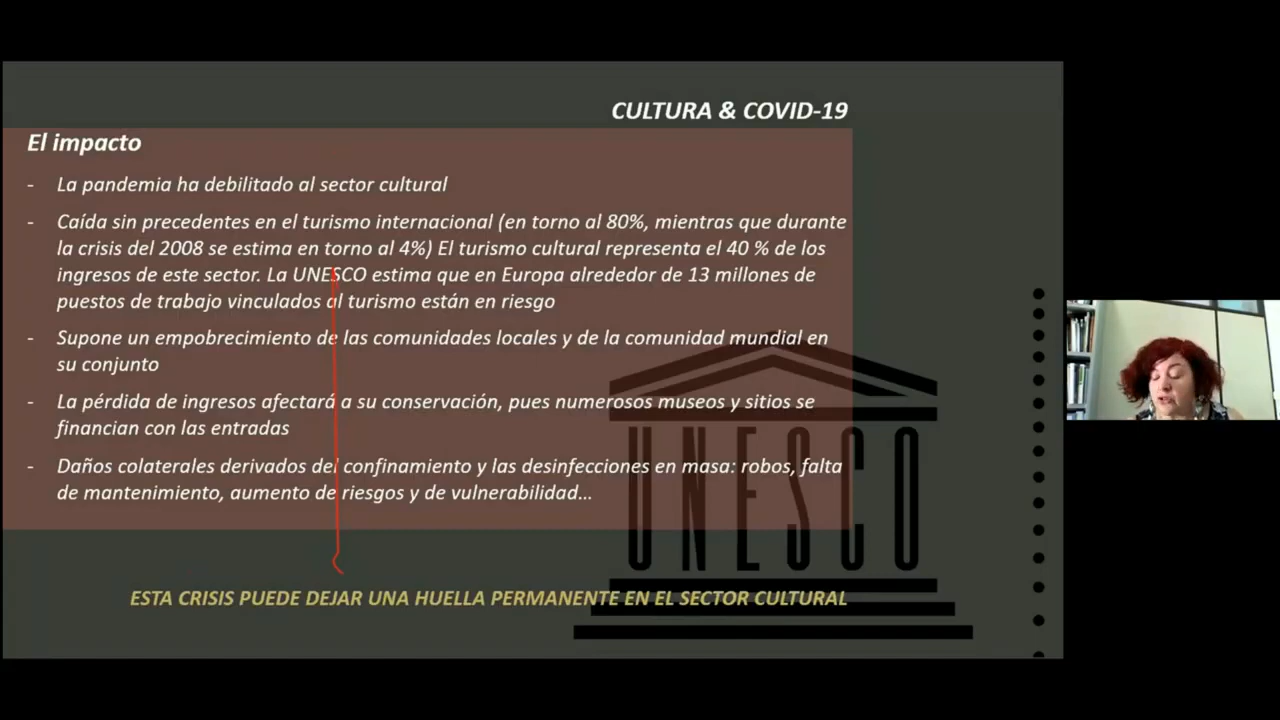 CULTURA & COVID-19
El impacto
- La pandemia ha debilitado al sector cultural
- Caída sin precedentes en el turismo internacional (en torno al 80%, mientras que durante
la crisis del 2008 se estima en torno al 4%) El turismo cultural representa el 40 % de los
ingresos de este sector. La UNESCO estima que en Europa alrededor de 13 millones de
puestos de trabajo vinculados al turismo están en riesgo
- Supone un empobrecimiento de las comunidades locales y de la comunidad mundial en
su conjunto
- La pérdida de ingresos afectará a su conservación, pues numerosos museos y sitios se
financian con las entradas
- Daños colaterales derivados del confinamiento y las desinfecciones en masa: robos, falta
de mantenimiento, aumento de riesgos y de vulnerabilidad...
UNESCO
ESTA CRISIS PUEDE DEJAR UNA HUELLA PERMANENTE EN EL SECTOR CULTURAL